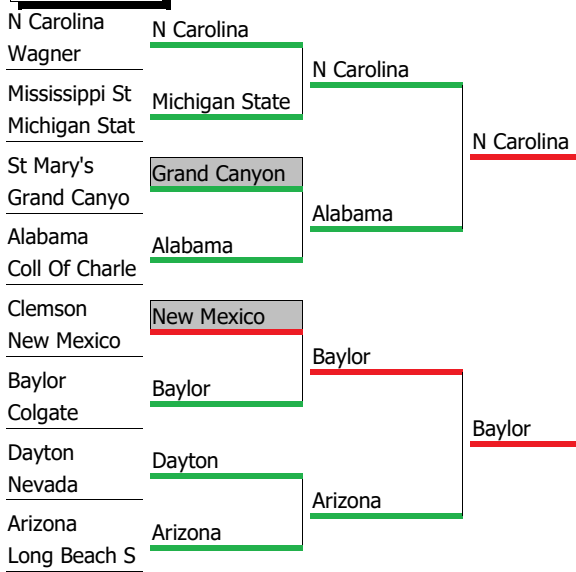 N Carolina
Wagner
Mississippi St
Michigan Stat
St Mary's
Grand Canyo
Alabama
Coll Of Charle
Clemson
New Mexico
Baylor
Colgate
Dayton
Nevada
Arizona
Long Beach S
N Carolina
Michigan State
Grand Canyon
Alabama
New Mexico
Baylor
Dayton
Arizona
N Carolina
Alabama
Baylor
Arizona
N Carolina
Baylor